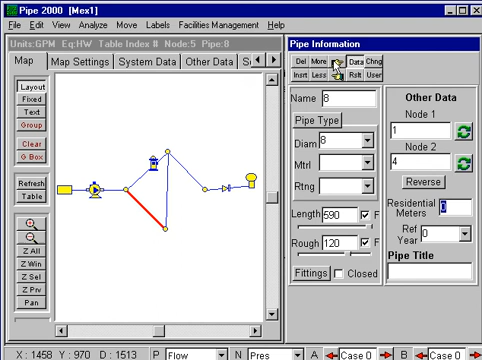 Pipe 2000 [Mex1]
File Edit View Analyze Move Labels Facilities Management Help
Units:GPM Eq:HW Table Index # Node:5 Pipe:8
Map Map Settings System Data Other Data
Layout
Fixed
Text
Group
Clear
G Box
Refresh
Table
Z All
Z Win
Z Sel
Z Prv
Pan
Pipe Information
Del More Data Chng
Insrt Less Rslt User
Name 8
Pipe Type
Diam 8
Mtrl
Rtng
Length 590 F
Rough 120 F
Fittings Closed
Other Data
Node 1
1
Node 2
4
Reverse
Residential
Meters 0
Ref
Year 0
Pipe Title
X : 1458 Y : 970 D : 1513 P Flow N Pres A Case 0 B Case 0